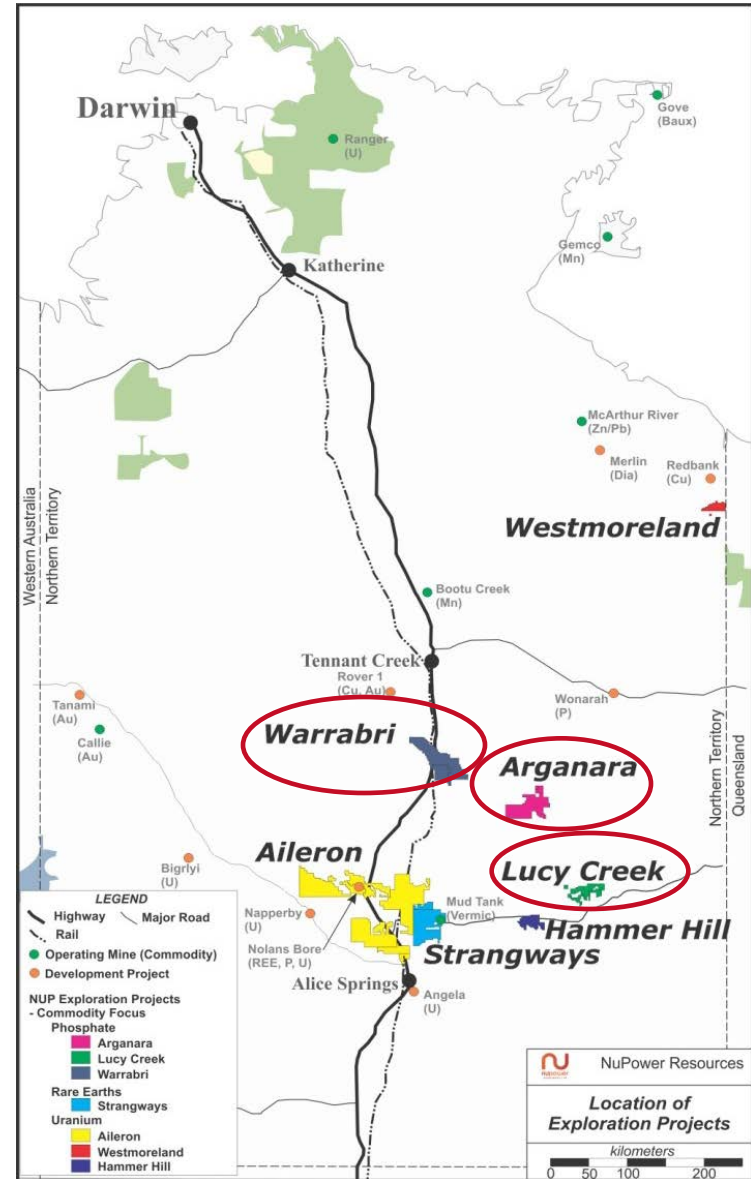 Darwin
Ranger
(U)
Gove
(Baux)
Gemco
(Mn)
Katherine
McArthur River
(Zn/Pb)
Merlin
(Dia)
Redbank
(Cu)
Westmoreland
Western Australia
Northern Territory
Bootu Creek
(Mn)
Tennant Creek
Rover 1
(Cu, Au)
Wonarah
(P)
Tanami
(Au)
Callie
(Au)
Warrabri
Arganara
Northern Territory
Queensland
Aileron
Lucy Creek
Bigrlyi
(U)
Napperby
(U)
Nolans Bore
(REE, P, U)
Mud Tank
(Vermic)
Hammer Hill
Strangways
Alice Springs
Angela
(U)
LEGEND
Highway
Major Road
Rail
Operating Mine (Commodity)
Development Project
NUP Exploration Projects
- Commodity Focus
Phosphate
Arganara
Lucy Creek
Warrabri
Rare Earths
Strangways
Uranium
Aileron
Westmoreland
Hammer Hill
nupower
NuPower Resources
Location of
Exploration Projects
kilometers
0 50 100 200